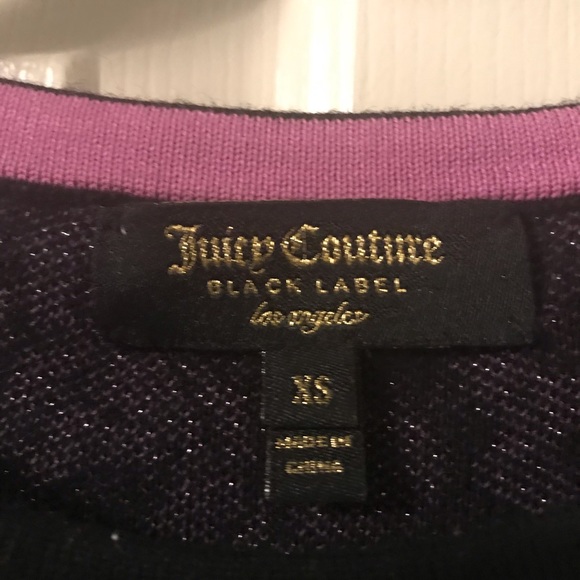 Juicy Couture
BLACK LABEL
los angeles
XS
MADE IN
CHINA